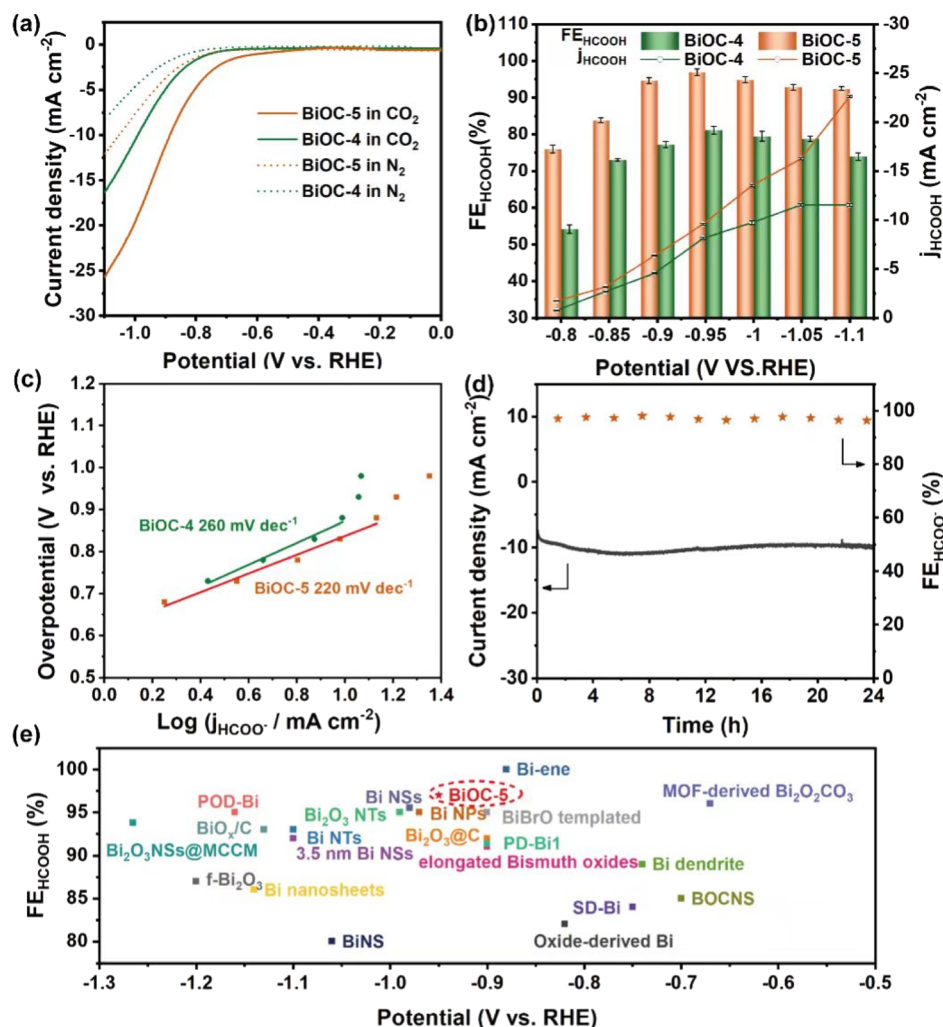 (a)
Current density (mA cm⁻²)
0
-5
-10
-15
-20
-25
-30
BiOC-5 in CO₂
BiOC-4 in CO₂
BiOC-5 in N₂
BiOC-4 in N₂
-1.0 -0.8 -0.6 -0.4 -0.2 0.0
Potential (V vs. RHE)
(b)
FE_HCOOH BiOC-4 BiOC-5
j_HCOOH BiOC-4 BiOC-5
FE_HCOOH(%)
110
100
90
80
70
60
50
40
30
-30
-25
-20
-15
-10
-5
0
j_HCOOH (mA cm⁻²)
-0.8 -0.85 -0.9 -0.95 -1 -1.05 -1.1
Potential (V VS.RHE)
(c)
Overpotential (V vs. RHE)
1.2
1.1
1.0
0.9
0.8
0.7
0.6
0.5
BiOC-4 260 mV dec⁻¹
BiOC-5 220 mV dec⁻¹
0.0 0.2 0.4 0.6 0.8 1.0 1.2 1.4
Log (j_HCOO⁻ / mA cm⁻²)
(d)
Curtent density (mA cm⁻²)
10
0
-10
-20
-30
100
80
60
40
20
0
FE_HCOO⁻ (%)
0 4 8 12 16 20 24
Time (h)
(e)
FE_HCOOH (%)
100
95
90
85
80
Bi-ene
Bi NSs
BiOC-5
MOF-derived Bi₂O₂CO₃
POD-Bi
Bi₂O₃ NTs
Bi NPs
BiBrO templated
BiOₓ/C
Bi NTs
Bi₂O₃@C
PD-Bi1
Bi₂O₃NSs@MCCM
3.5 nm Bi NSs
elongated Bismuth oxides
Bi dendrite
f-Bi₂O₃
Bi nanosheets
BOCNS
SD-Bi
BiNS
Oxide-derived Bi
-1.3 -1.2 -1.1 -1.0 -0.9 -0.8 -0.7 -0.6 -0.5
Potential (V vs. RHE)